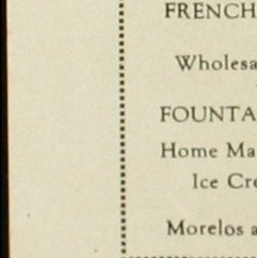 FRENCH
Wholesa
FOUNTA
Home Ma
Ice Cre
Morelos a